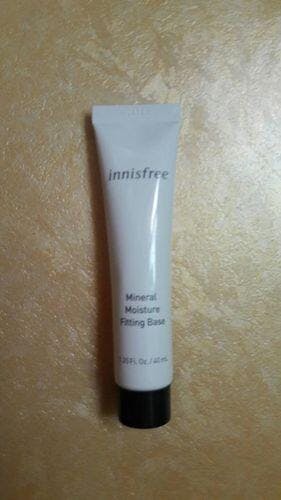 innisfree
Mineral
Moisture
Fitting Base
1.35 Fl. Oz. / 40 mL